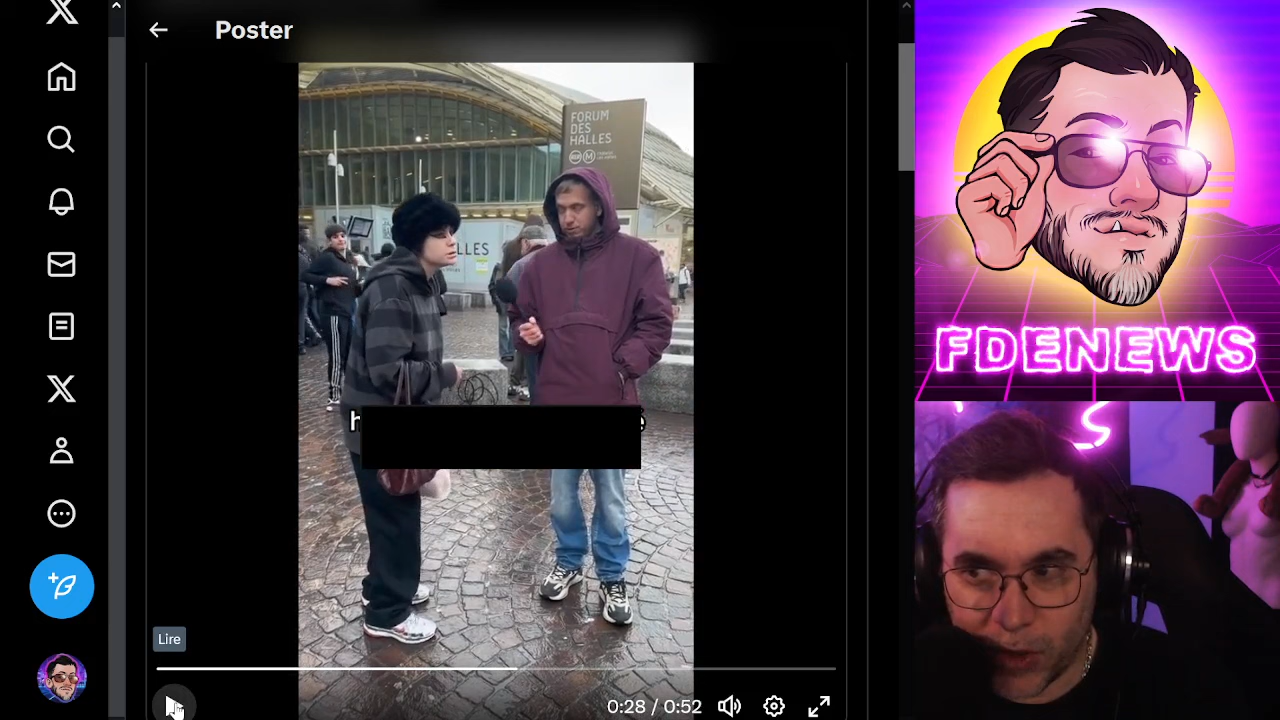 Poster
FORUM
DES
HALLES
M
LLES
h
é
Lire
0:28 / 0:52
FDENEWS